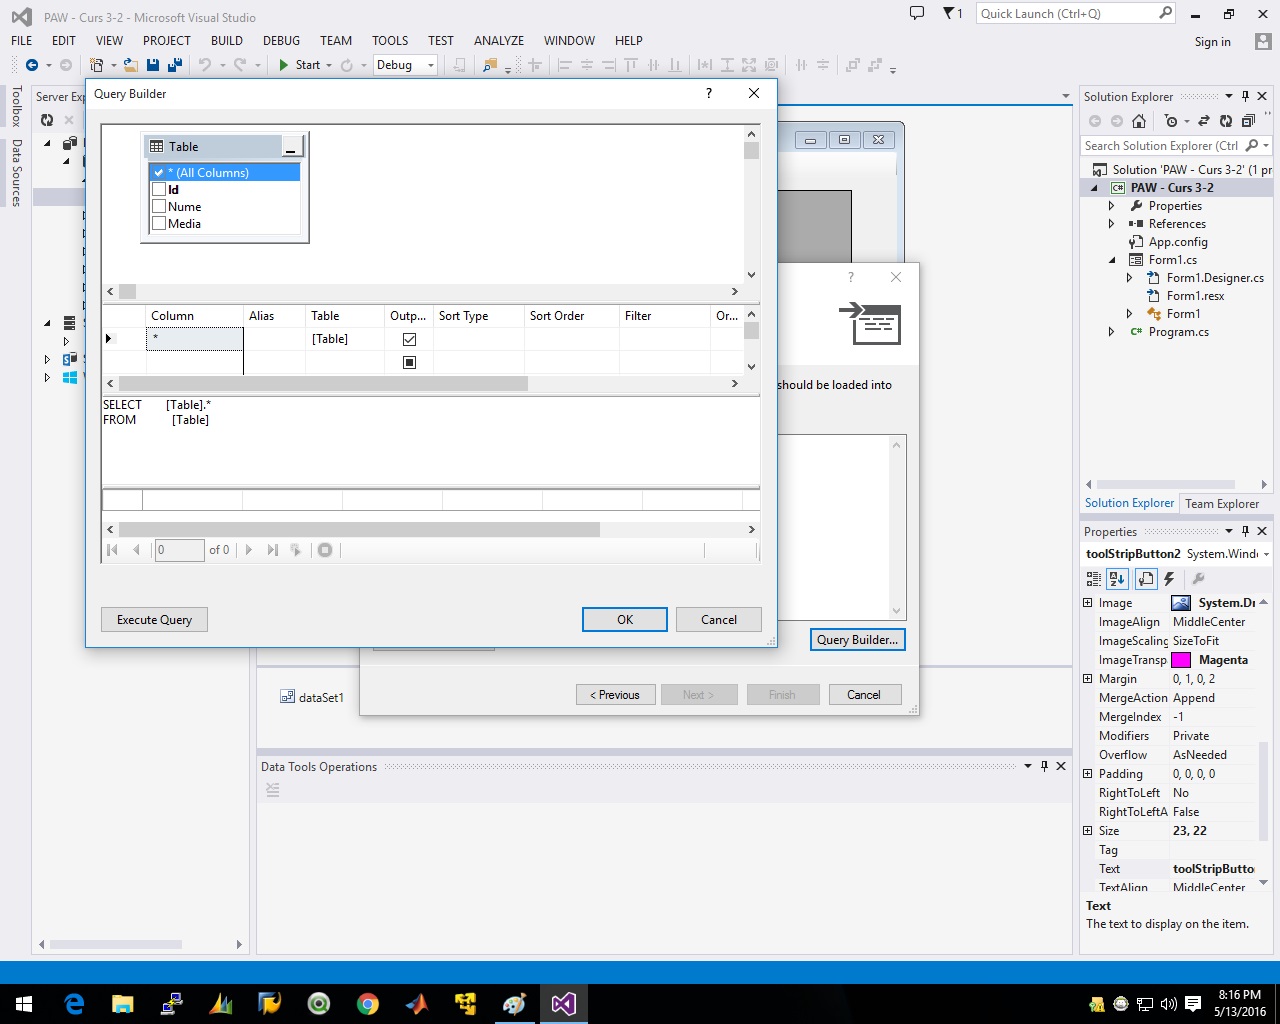 PAW - Curs 3-2 - Microsoft Visual Studio
1
Quick Launch (Ctrl+Q)
FILE EDIT VIEW PROJECT BUILD DEBUG TEAM TOOLS TEST ANALYZE WINDOW HELP
Sign in
Start Debug
Toolbox
Data Sources
Server Exp
Query Builder
?
Table
* (All Columns)
Id
Nume
Media
Column Alias Table Outp... Sort Type Sort Order Filter Or...
* [Table]
SELECT [Table].*
FROM [Table]
0 of 0
Execute Query OK Cancel
?
should be loaded into
Query Builder...
< Previous Next > Finish Cancel
dataSet1
Data Tools Operations
Solution Explorer
Search Solution Explorer (Ctrl
Solution 'PAW - Curs 3-2' (1 pr
PAW - Curs 3-2
Properties
References
App.config
Form1.cs
Form1.Designer.cs
Form1.resx
Form1
Program.cs
Solution Explorer Team Explorer
Properties
toolStripButton2 System.Windo
Image System.Dr
ImageAlign MiddleCenter
ImageScaling SizeToFit
ImageTransp Magenta
Margin 0, 1, 0, 2
MergeAction Append
MergeIndex -1
Modifiers Private
Overflow AsNeeded
Padding 0, 0, 0, 0
RightToLeft No
RightToLeftA False
Size 23, 22
Tag
Text toolStripButto
TextAlign MiddleCenter
Text
The text to display on the item.
8:16 PM
5/13/2016